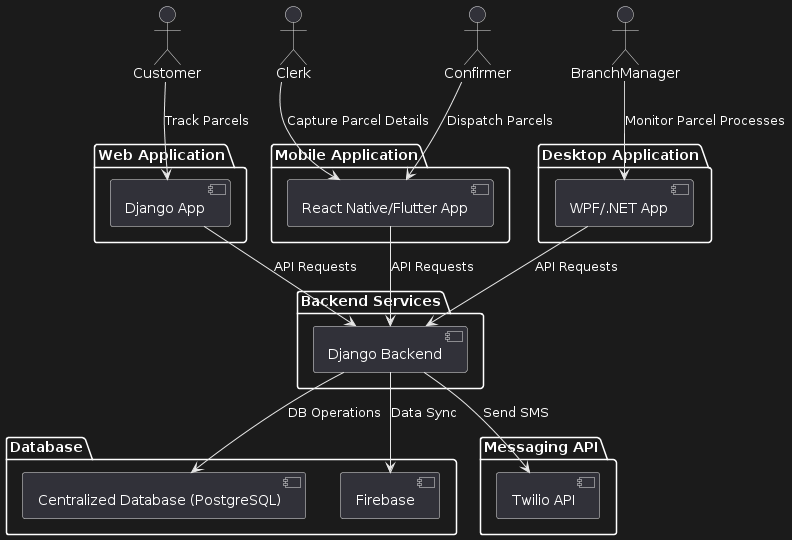 Customer
Clerk
Confirmer
BranchManager
Track Parcels
Capture Parcel Details
Dispatch Parcels
Monitor Parcel Processes
Web Application
Mobile Application
Desktop Application
Django App
React Native/Flutter App
WPF/.NET App
API Requests
API Requests
API Requests
Backend Services
Django Backend
DB Operations
Data Sync
Send SMS
Database
Messaging API
Centralized Database (PostgreSQL)
Firebase
Twilio API